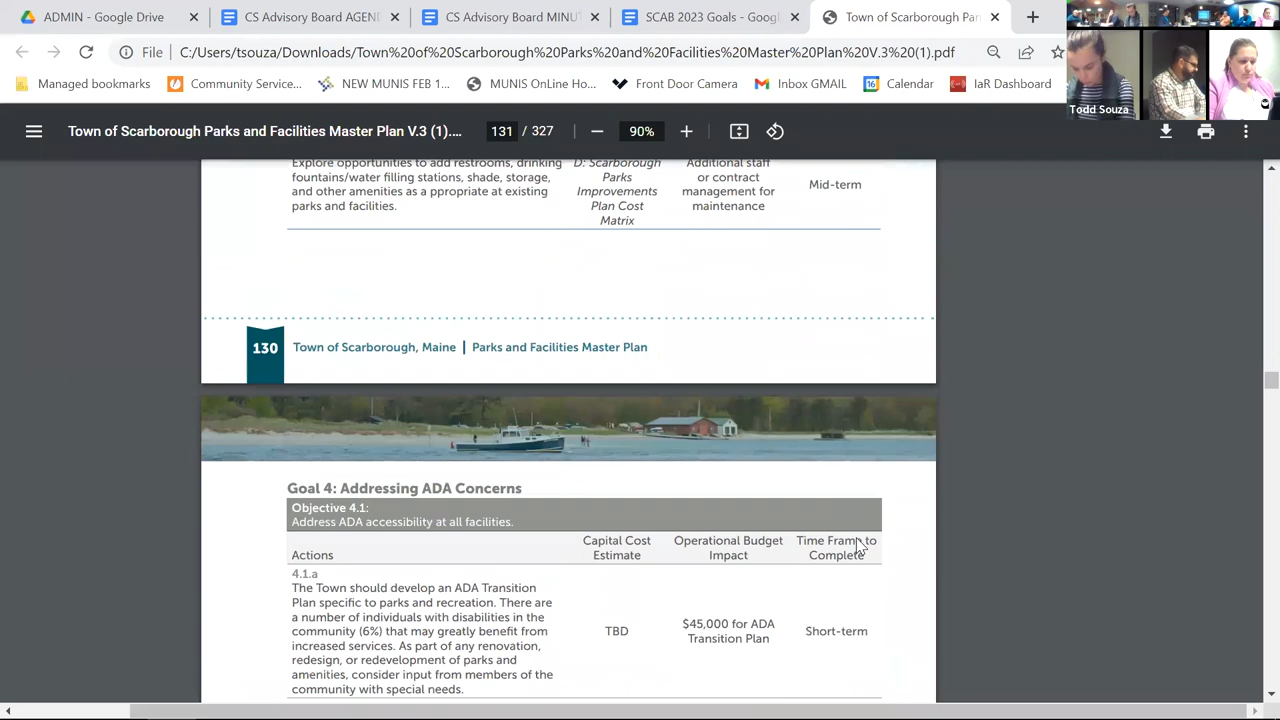 ADMIN - Google Drive
CS Advisory Board AGEN
CS Advisory Board
SCAB 2023 Goals - Goog
Town of Scarborough Par
File
C:/Users/tsouza/Downloads/Town%20of%20Scarborough%20Parks%20and%20Facilities%20Master%20Plan%20V.3%20(1).pdf
Managed bookmarks
Community Service...
NEW MUNIS FEB 1...
MUNIS OnLine Ho...
Front Door Camera
Inbox GMAIL
16
Calendar
IaR Dashboard
Todd Souza
Town of Scarborough Parks and Facilities Master Plan V.3 (1)....
131 / 327
90%
Explore opportunities to add restrooms, drinking
fountains/water filling stations, shade, storage,
and other amenities as a ppropriate at existing
parks and facilities.
D: Scarborough
Parks
Improvements
Plan Cost
Matrix
Additional staff
or contract
management for
maintenance
Mid-term
130
Town of Scarborough, Maine | Parks and Facilities Master Plan
Goal 4: Addressing ADA Concerns
Objective 4.1:
Address ADA accessibility at all facilities.
Actions
Capital Cost
Estimate
Operational Budget
Impact
Time Frame to
Complete
4.1.a
The Town should develop an ADA Transition
Plan specific to parks and recreation. There are
a number of individuals with disabilities in the
community (6%) that may greatly benefit from
increased services. As part of any renovation,
redesign, or redevelopment of parks and
amenities, consider input from members of the
community with special needs.
TBD
$45,000 for ADA
Transition Plan
Short-term